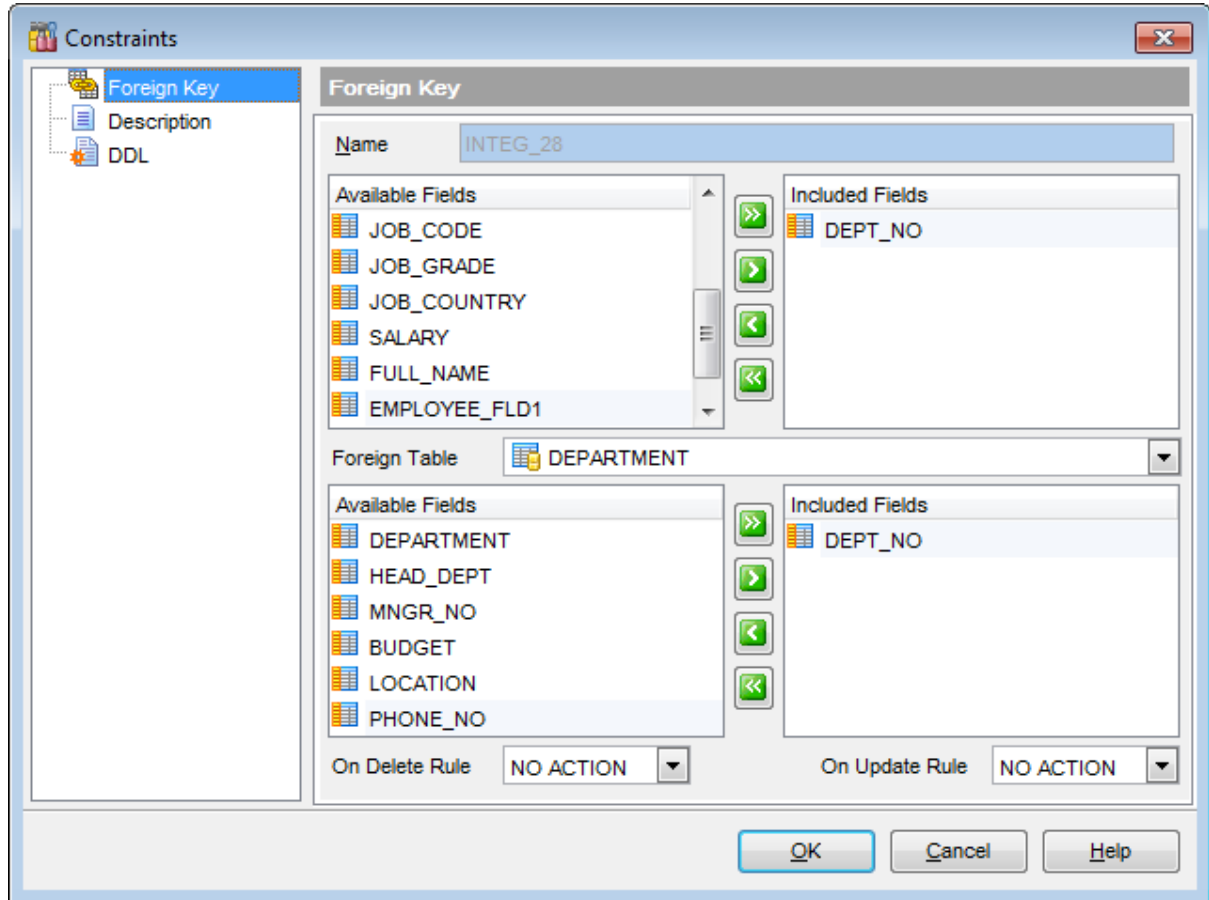 Constraints
Foreign Key
Description
DDL
Foreign Key
Name INTEG_28
Available Fields
JOB_CODE
JOB_GRADE
JOB_COUNTRY
SALARY
FULL_NAME
EMPLOYEE_FLD1
Included Fields
DEPT_NO
Foreign Table DEPARTMENT
Available Fields
DEPARTMENT
HEAD_DEPT
MNGR_NO
BUDGET
LOCATION
PHONE_NO
Included Fields
DEPT_NO
On Delete Rule NO ACTION On Update Rule NO ACTION
OK Cancel Help